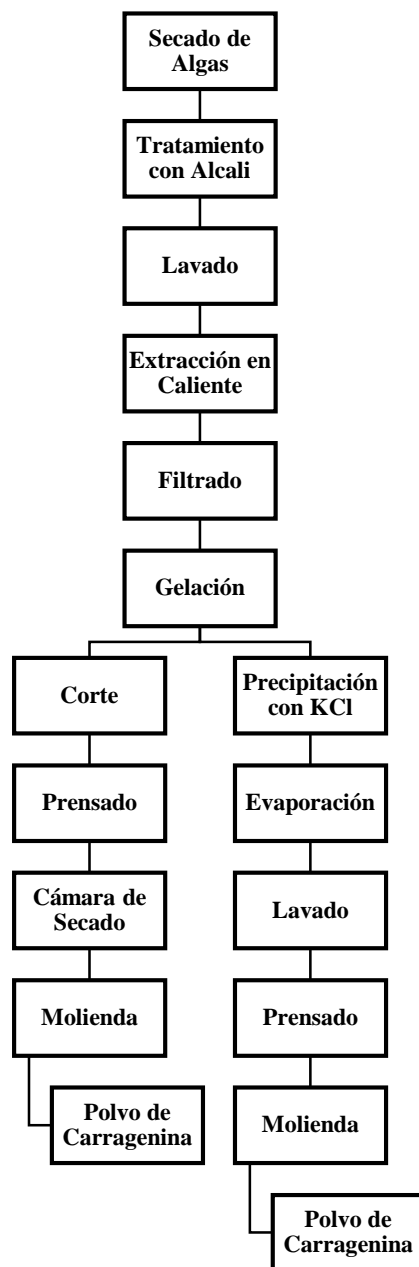 Secado de
Algas
Tratamiento
con Alcali
Lavado
Extracción en
Caliente
Filtrado
Gelación
Corte
Prensado
Cámara de
Secado
Molienda
Polvo de
Carragenina
Precipitación
con KCl
Evaporación
Lavado
Prensado
Molienda
Polvo de
Carragenina